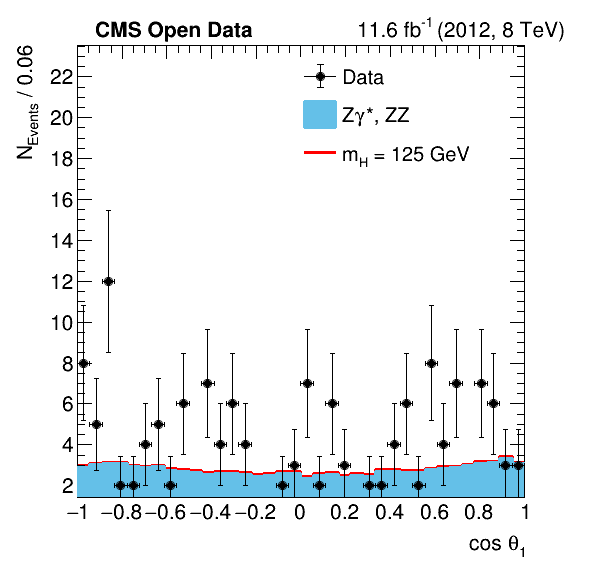 CMS Open Data 11.6 fb⁻¹ (2012, 8 TeV)
N_Events / 0.06
Data
Zγ*, ZZ
m_H = 125 GeV
22
20
18
16
14
12
10
8
6
4
2
−1 −0.8 −0.6 −0.4 −0.2 0 0.2 0.4 0.6 0.8 1
cos θ₁